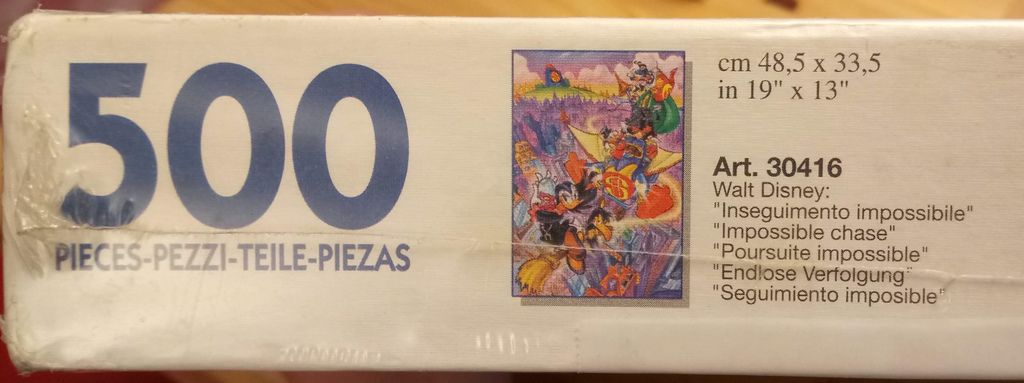 500
PIECES-PEZZI-TEILE-PIEZAS
cm 48,5 x 33,5
in 19" x 13"
Art. 30416
Walt Disney:
"Inseguimento impossibile"
"Impossible chase"
"Poursuite impossible"
"Endlose Verfolgung"
"Seguimiento imposible"